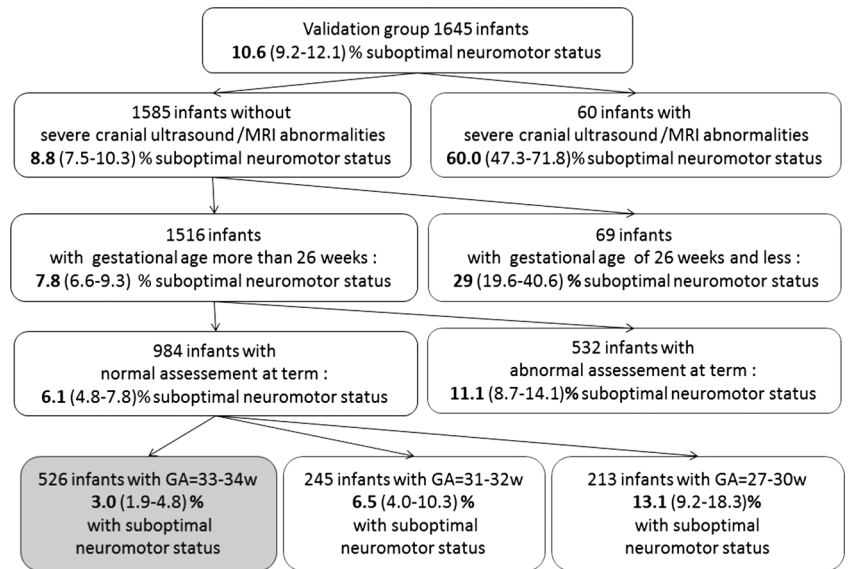 Validation group 1645 infants
10.6 (9.2-12.1) % suboptimal neuromotor status
1585 infants without
severe cranial ultrasound /MRI abnormalities
8.8 (7.5-10.3) % suboptimal neuromotor status
60 infants with
severe cranial ultrasound /MRI abnormalities
60.0 (47.3-71.8)% suboptimal neuromotor status
1516 infants
with gestational age more than 26 weeks :
7.8 (6.6-9.3) % suboptimal neuromotor status
69 infants
with gestational age of 26 weeks and less :
29 (19.6-40.6) % suboptimal neuromotor status
984 infants with
normal assessment at term :
6.1 (4.8-7.8)% suboptimal neuromotor status
532 infants with
abnormal assessment at term :
11.1 (8.7-14.1)% suboptimal neuromotor status
526 infants with GA=33-34w
3.0 (1.9-4.8) %
with suboptimal
neuromotor status
245 infants with GA=31-32w
6.5 (4.0-10.3) %
with suboptimal
neuromotor status
213 infants with GA=27-30w
13.1 (9.2-18.3)%
with suboptimal
neuromotor status